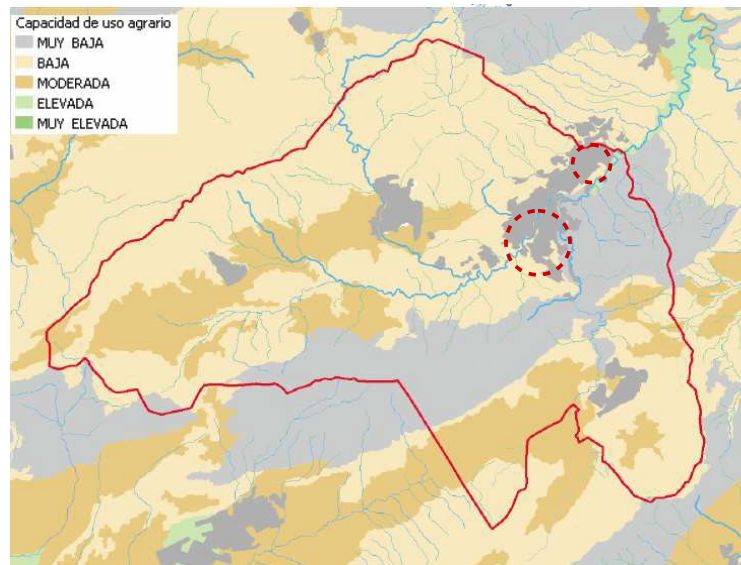 Capacidad de uso agrario
MUY BAJA
BAJA
MODERADA
ELEVADA
MUY ELEVADA